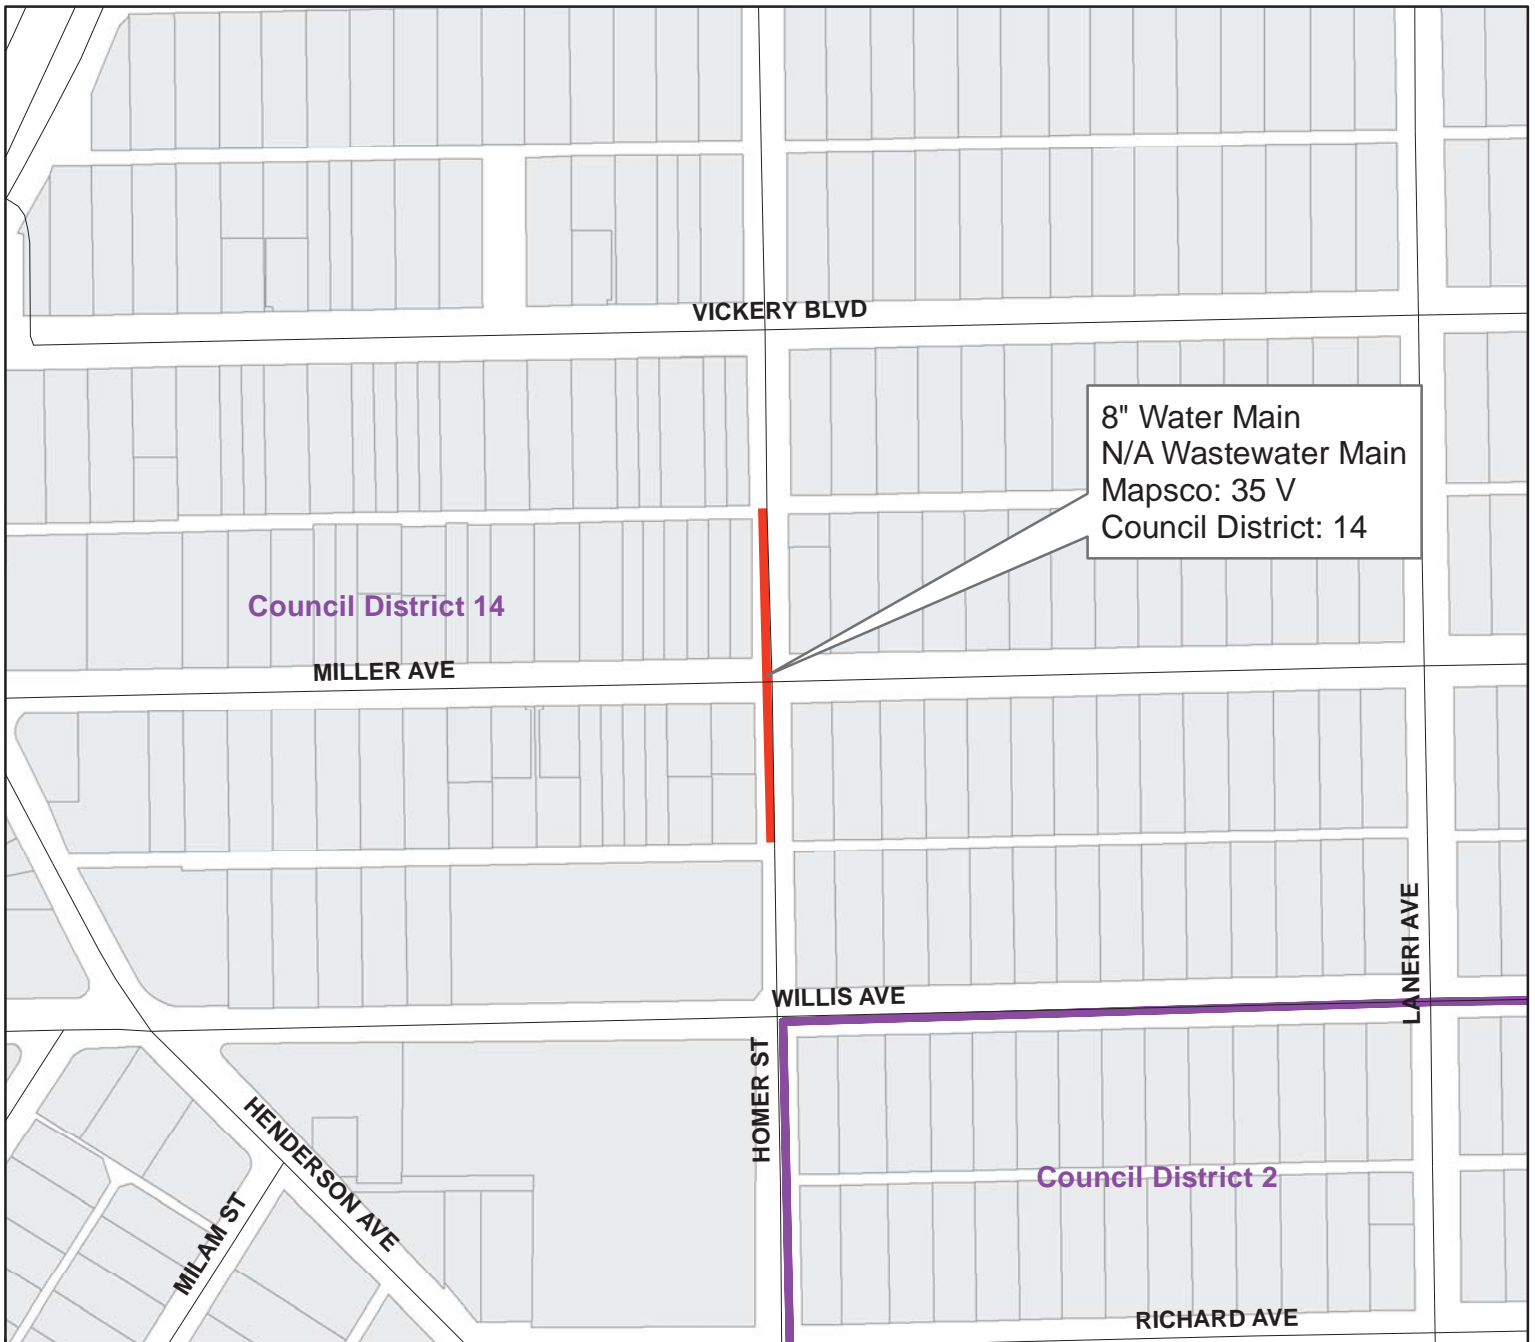 VICKERY BLVD
8" Water Main
N/A Wastewater Main
Mapsco: 35 V
Council District: 14
Council District 14
MILLER AVE
LANERI AVE
WILLIS AVE
HOMER ST
HENDERSON AVE
MILAM ST
Council District 2
RICHARD AVE